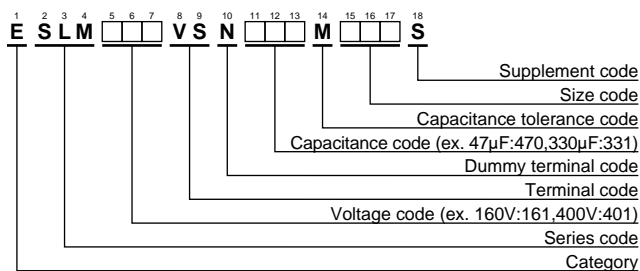 1 2 3 4 5 6 7 8 9 10 11 12 13 14 15 16 17 18
E S L M □□□ V S N □□□ M □□□ S
Supplement code
Size code
Capacitance tolerance code
Capacitance code (ex. 47µF:470,330µF:331)
Dummy terminal code
Terminal code
Voltage code (ex. 160V:161,400V:401)
Series code
Category